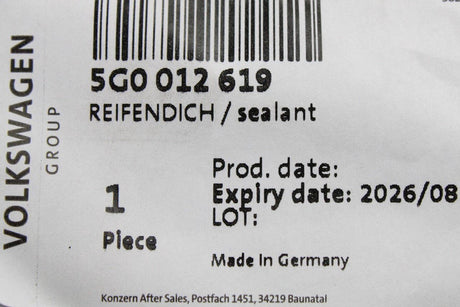 VOLKSWAGEN
GROUP
5G0 012 619
REIFENDICH / sealant
1
Piece
Prod. date:
Expiry date: 2026/08
LOT:
Made In Germany
Konzern After Sales, Postfach 1451, 34219 Baunatal